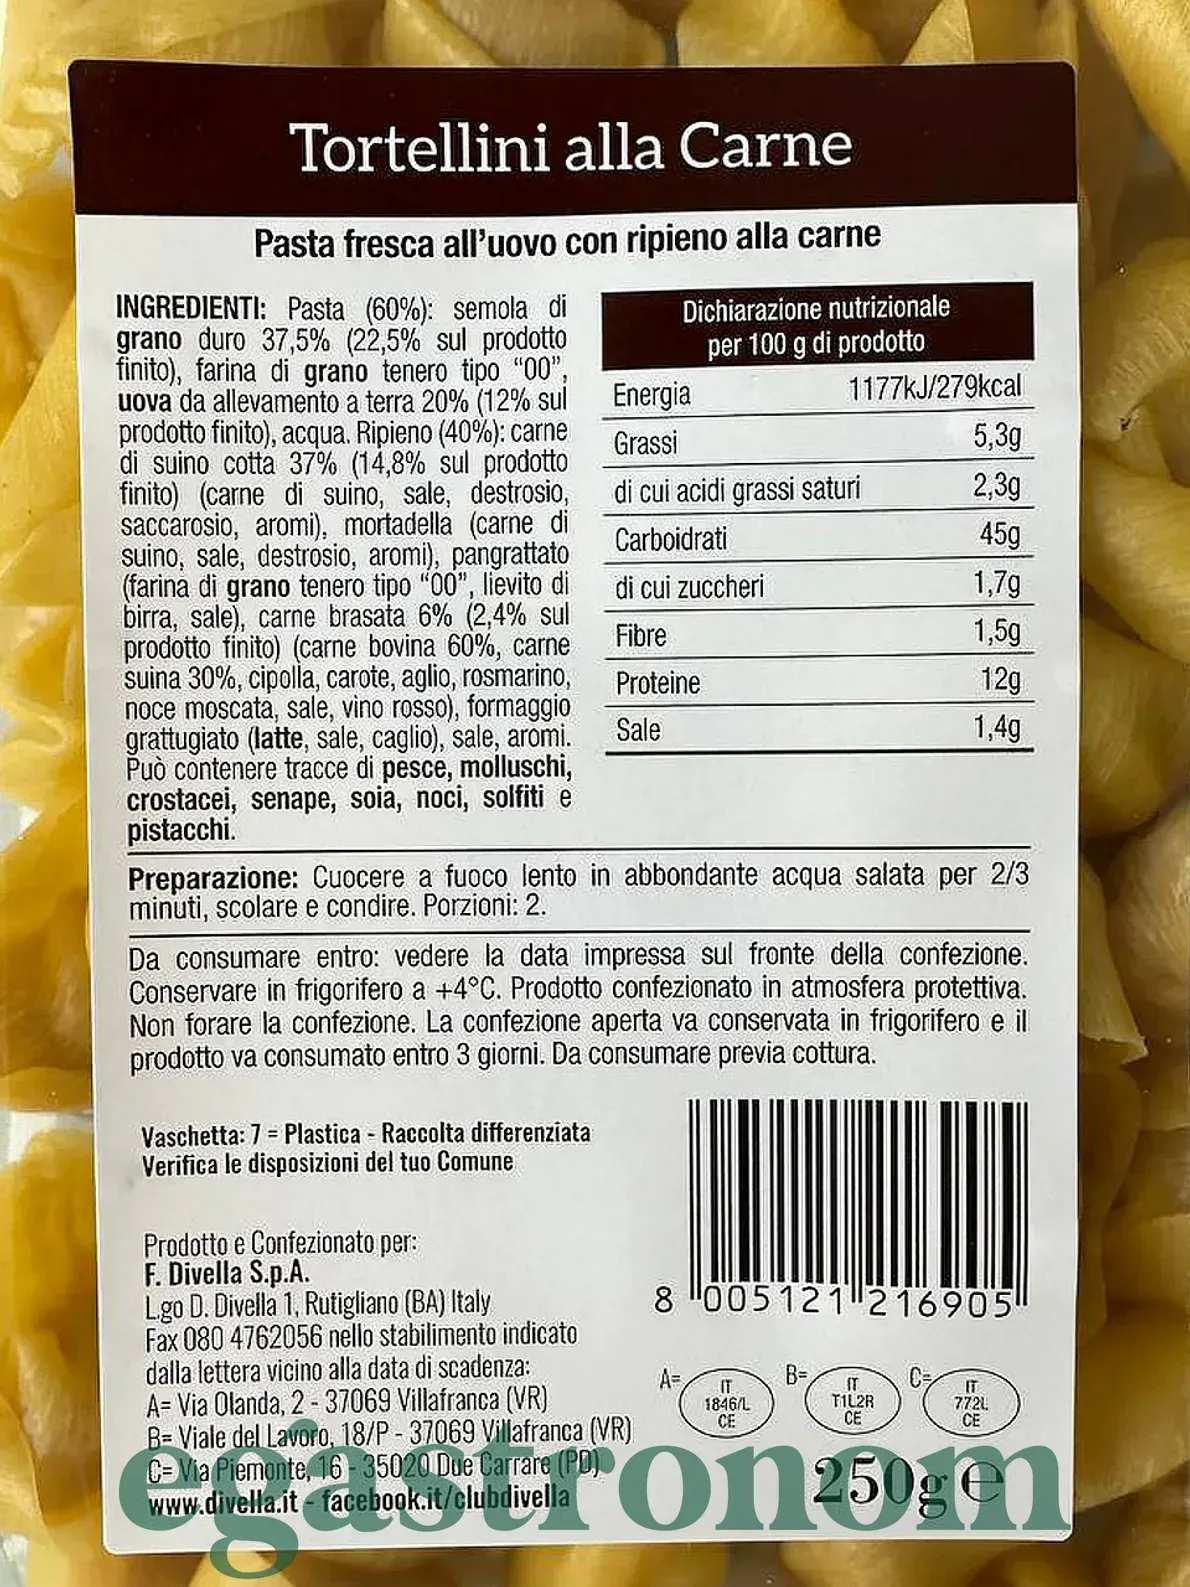 Tortellini alla Carne
Pasta fresca all'uovo con ripieno alla carne
INGREDIENTI: Pasta (60%): semola di
grano duro 37,5% (22,5% sul prodotto
finito), farina di grano tenero tipo "00",
uova da allevamento a terra 20% (12% sul
prodotto finito), acqua. Ripieno (40%): carne
di suino cotta 37% (14,8% sul prodotto
finito) (carne di suino, sale, destrosio,
saccarosio, aromi), mortadella (carne di
suino, sale, destrosio, aromi), pangrattato
(farina di grano tenero tipo "00", lievito di
birra, sale), carne brasata 6% (2,4% sul
prodotto finito) (carne bovina 60%, carne
suina 30%, cipolla, carote, aglio, rosmarino,
noce moscata, sale, vino rosso), formaggio
grattugiato (latte, sale, caglio), sale, aromi.
Può contenere tracce di pesce, molluschi,
crostacei, senape, soia, noci, solfiti e
pistacchi.
Dichiarazione nutrizionale
per 100 g di prodotto
Energia 1177kJ/279kcal
Grassi 5,3g
di cui acidi grassi saturi 2,3g
Carboidrati 45g
di cui zuccheri 1,7g
Fibre 1,5g
Proteine 12g
Sale 1,4g
Preparazione: Cuocere a fuoco lento in abbondante acqua salata per 2/3
minuti, scolare e condire. Porzioni: 2.
Da consumare entro: vedere la data impressa sul fronte della confezione.
Conservare in frigorifero a +4°C. Prodotto confezionato in atmosfera protettiva.
Non forare la confezione. La confezione aperta va conservata in frigorifero e il
prodotto va consumato entro 3 giorni. Da consumare previa cottura.
Vaschetta: 7 = Plastica - Raccolta differenziata
Verifica le disposizioni del tuo Comune
Prodotto e Confezionato per:
F. Divella S.p.A.
L.go D. Divella 1, Rutigliano (BA) Italy
Fax 080 4762056 nello stabilimento indicato
dalla lettera vicino alla data di scadenza:
A= Via Olanda, 2 - 37069 Villafranca (VR)
B= Viale del Lavoro, 18/P - 37069 Villafranca (VR)
C= Via Piemonte, 16 - 35020 Due Carrare (PD)
www.divella.it - facebook.it/clubdivella
8 005121 216905
A= IT 1846/L CE
B= IT T1L2R CE
C= IT 772L CE
250g e
egastronom